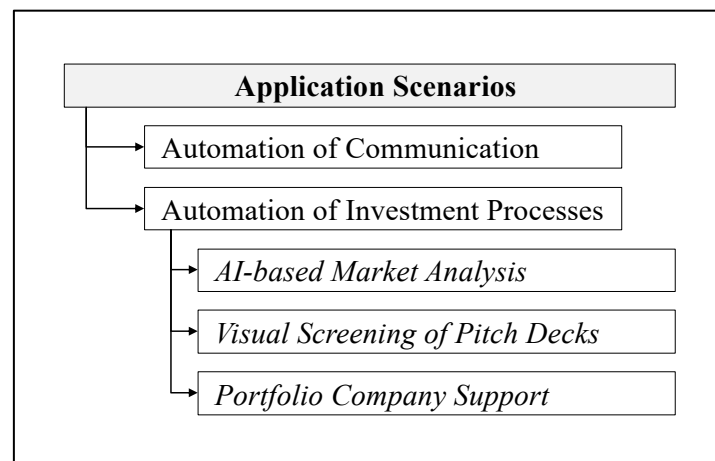 Application Scenarios
Automation of Communication
Automation of Investment Processes
AI-based Market Analysis
Visual Screening of Pitch Decks
Portfolio Company Support